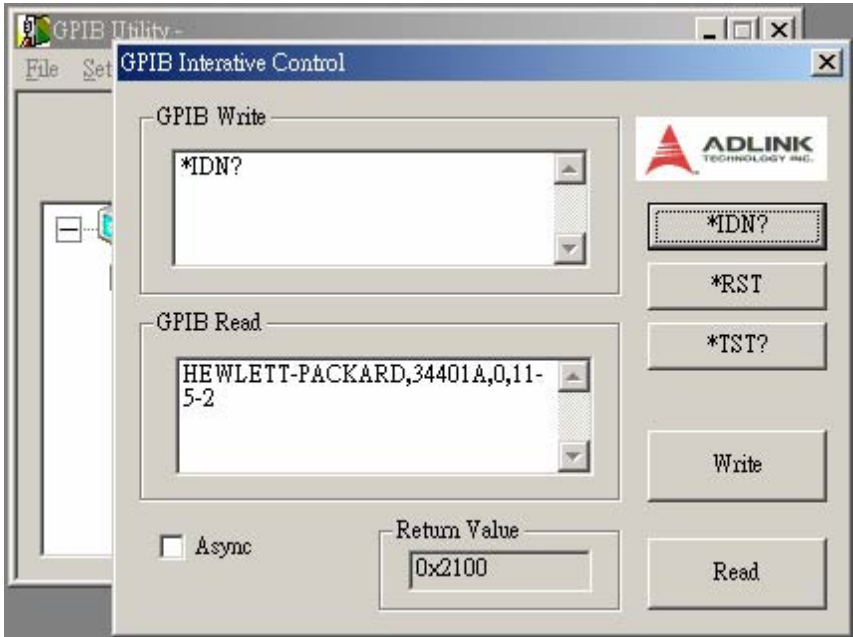 GPIB Utility -
File Set
GPIB Interative Control
GPIB Write
*IDN?
ADLINK
TECHNOLOGY INC.
*IDN?
*RST
GPIB Read
*TST?
HEWLETT-PACKARD,34401A,0,11-
5-2
Write
Async
Return Value
0x2100
Read